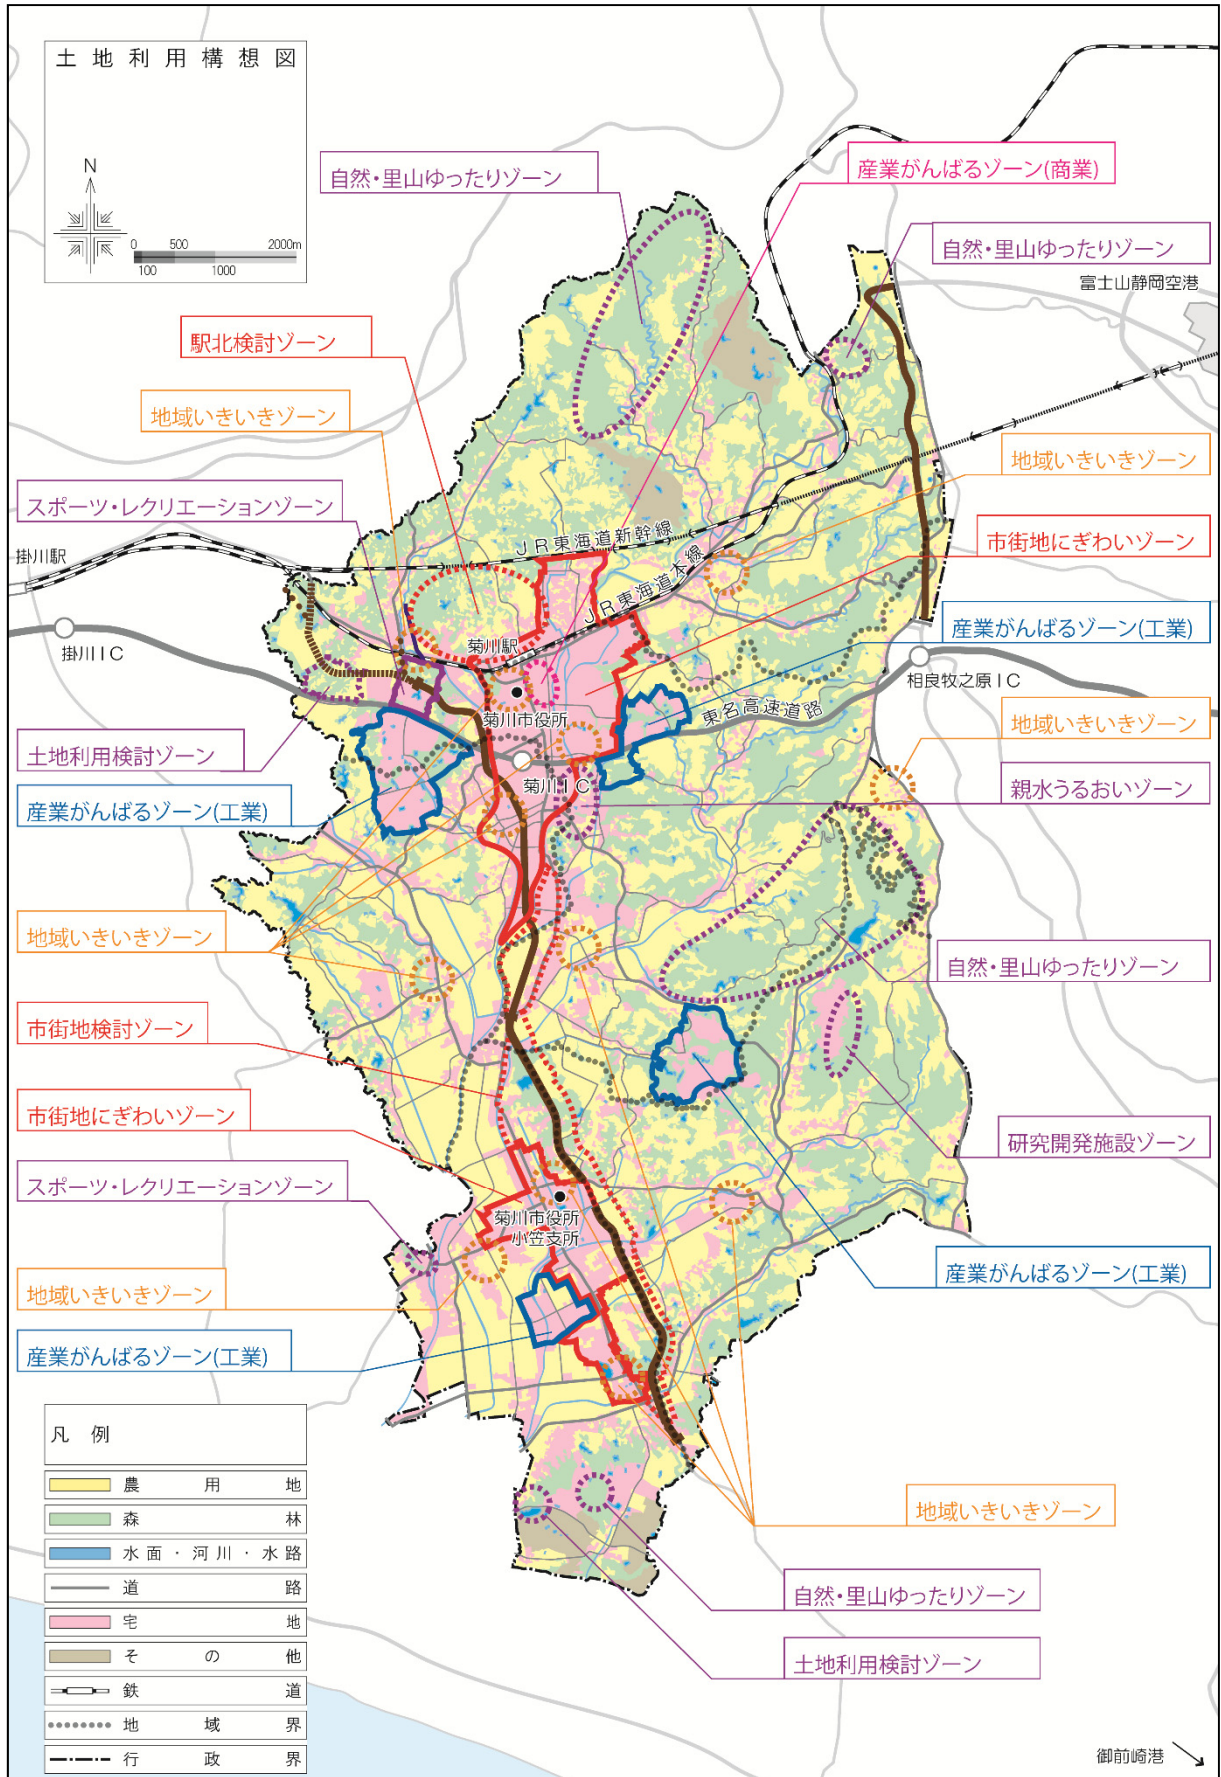 土地利用構想図
N
0 500 2000m
100 1000
自然・里山ゆったりゾーン
産業がんばるゾーン(商業)
自然・里山ゆったりゾーン
富士山静岡空港
駅北検討ゾーン
地域いきいきゾーン
地域いきいきゾーン
スポーツ・レクリエーションゾーン
市街地にぎわいゾーン
JR東海道新幹線
掛川駅
JR東海道本線
産業がんばるゾーン(工業)
掛川IC
菊川駅
相良牧之原IC
菊川市役所
東名高速道路
地域いきいきゾーン
土地利用検討ゾーン
菊川IC
親水うるおいゾーン
産業がんばるゾーン(工業)
地域いきいきゾーン
自然・里山ゆったりゾーン
市街地検討ゾーン
市街地にぎわいゾーン
研究開発施設ゾーン
スポーツ・レクリエーションゾーン
菊川市役所
小笠支所
産業がんばるゾーン(工業)
地域いきいきゾーン
産業がんばるゾーン(工業)
凡例
農用地
森林
水面・河川・水路
道路
宅地
その他
鉄道
地域界
行政界
地域いきいきゾーン
自然・里山ゆったりゾーン
土地利用検討ゾーン
御前崎港